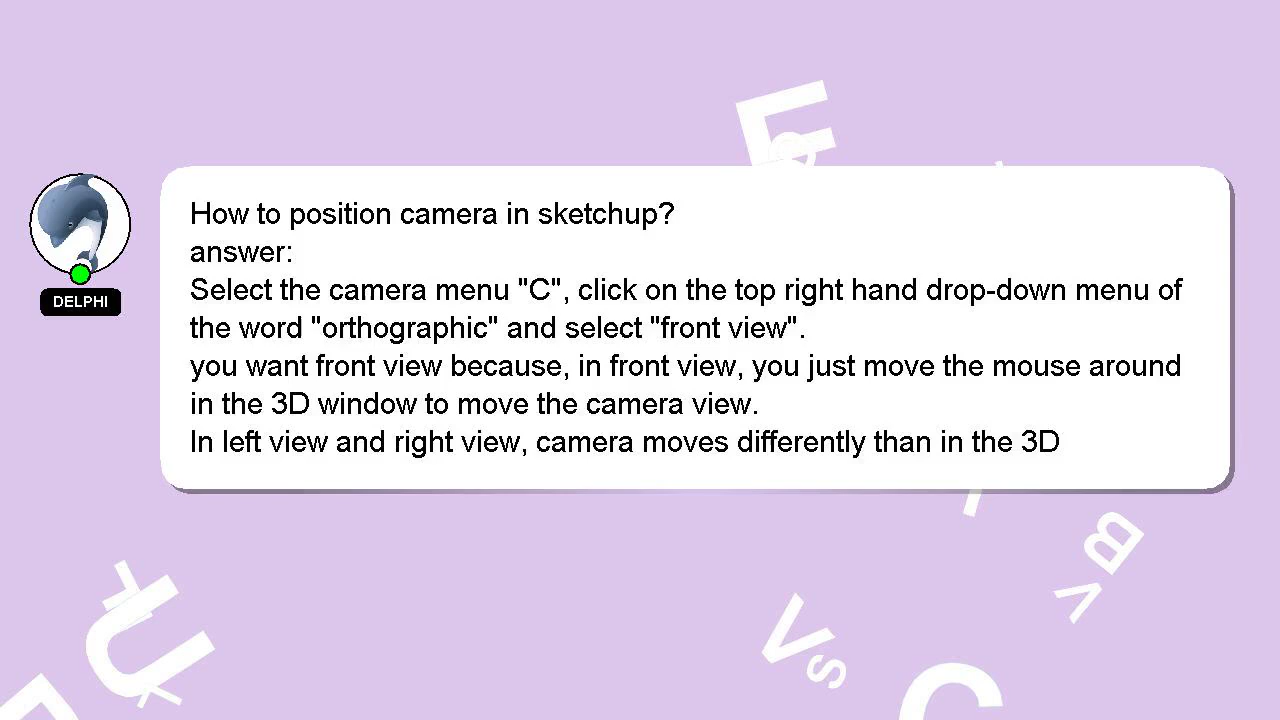 How to position camera in sketchup?
answer:
Select the camera menu "C", click on the top right hand drop-down menu of
the word "orthographic" and select "front view".
you want front view because, in front view, you just move the mouse around
in the 3D window to move the camera view.
In left view and right view, camera moves differently than in the 3D
DELPHI